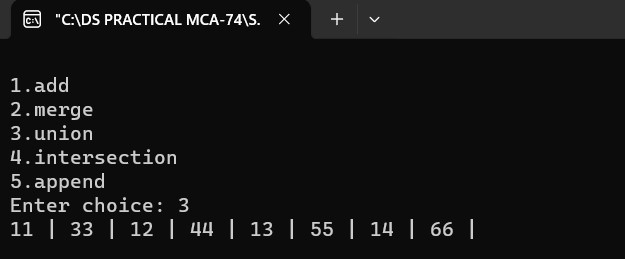 "C:\DS PRACTICAL MCA-74\S.
1.add
2.merge
3.union
4.intersection
5.append
Enter choice: 3
11 | 33 | 12 | 44 | 13 | 55 | 14 | 66 |